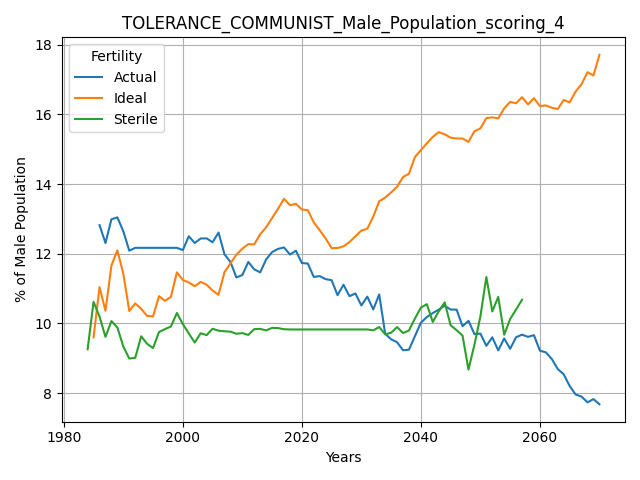 TOLERANCE_COMMUNIST_Male_Population_scoring_4
Fertility
Actual
Ideal
Sterile
% of Male Population
18
16
14
12
10
8
1980 2000 2020 2040 2060
Years